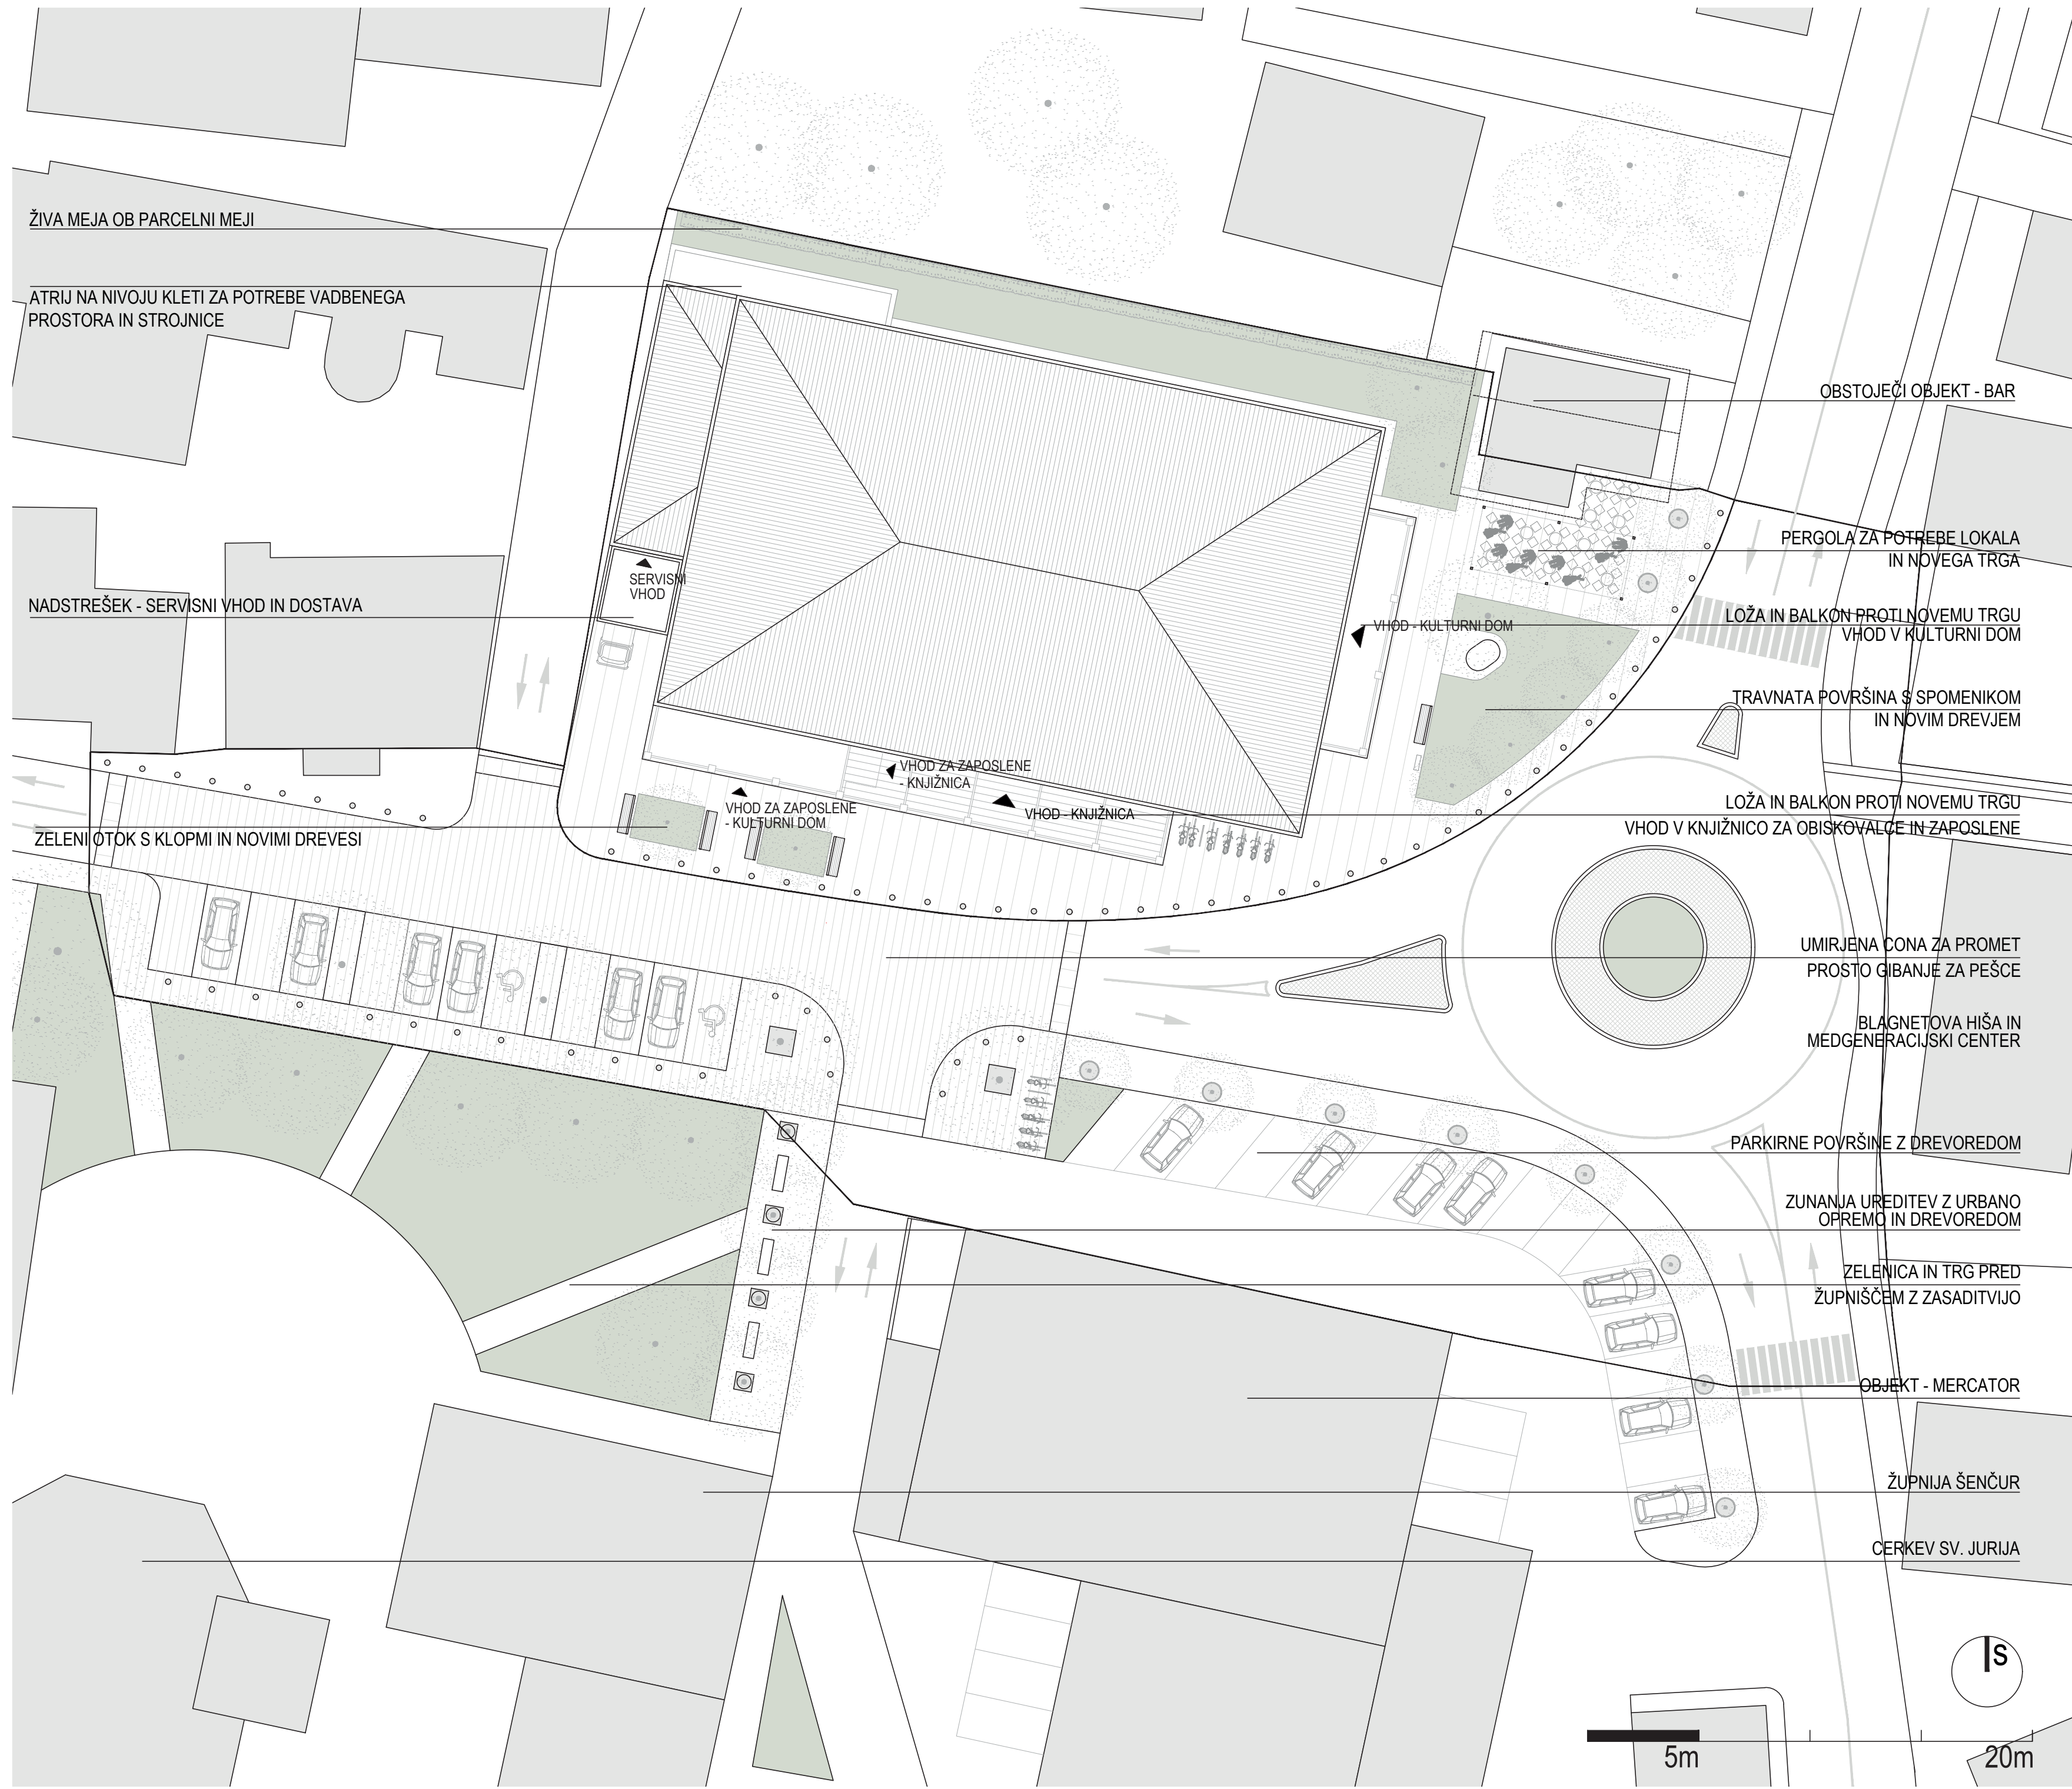 ŽIVA MEJA OB PARCELNI MEJI
ATRIJ NA NIVOJU KLETI ZA POTREBE VADBENEGA
PROSTORA IN STROJNICE
NADSTREŠEK - SERVISNI VHOD IN DOSTAVA
ZELENI OTOK S KLOPMI IN NOVIMI DREVESI
SERVISNI
VHOD
VHOD ZA ZAPOSLENE
- KULTURNI DOM
VHOD ZA ZAPOSLENE
- KNJIŽNICA
VHOD - KNJIŽNICA
VHOD - KULTURNI DOM
OBSTOJEČI OBJEKT - BAR
PERGOLA ZA POTREBE LOKALA
IN NOVEGA TRGA
LOŽA IN BALKON PROTI NOVEMU TRGU
VHOD V KULTURNI DOM
TRAVNATA POVRŠINA S SPOMENIKOM
IN NOVIM DREVJEM
LOŽA IN BALKON PROTI NOVEMU TRGU
VHOD V KNJIŽNICO ZA OBISKOVALCE IN ZAPOSLENE
UMIRJENA CONA ZA PROMET
PROSTO GIBANJE ZA PEŠCE
BLAGNETOVA HIŠA IN
MEDGENERACIJSKI CENTER
PARKIRNE POVRŠINE Z DREVOREDOM
ZUNANJA UREDITEV Z URBANO
OPREMO IN DREVOREDOM
ZELENICA IN TRG PRED
ŽUPNIŠČEM Z ZASADITVIJO
OBJEKT - MERCATOR
ŽUPNIJA ŠENČUR
CERKEV SV. JURIJA
S
5m
20m